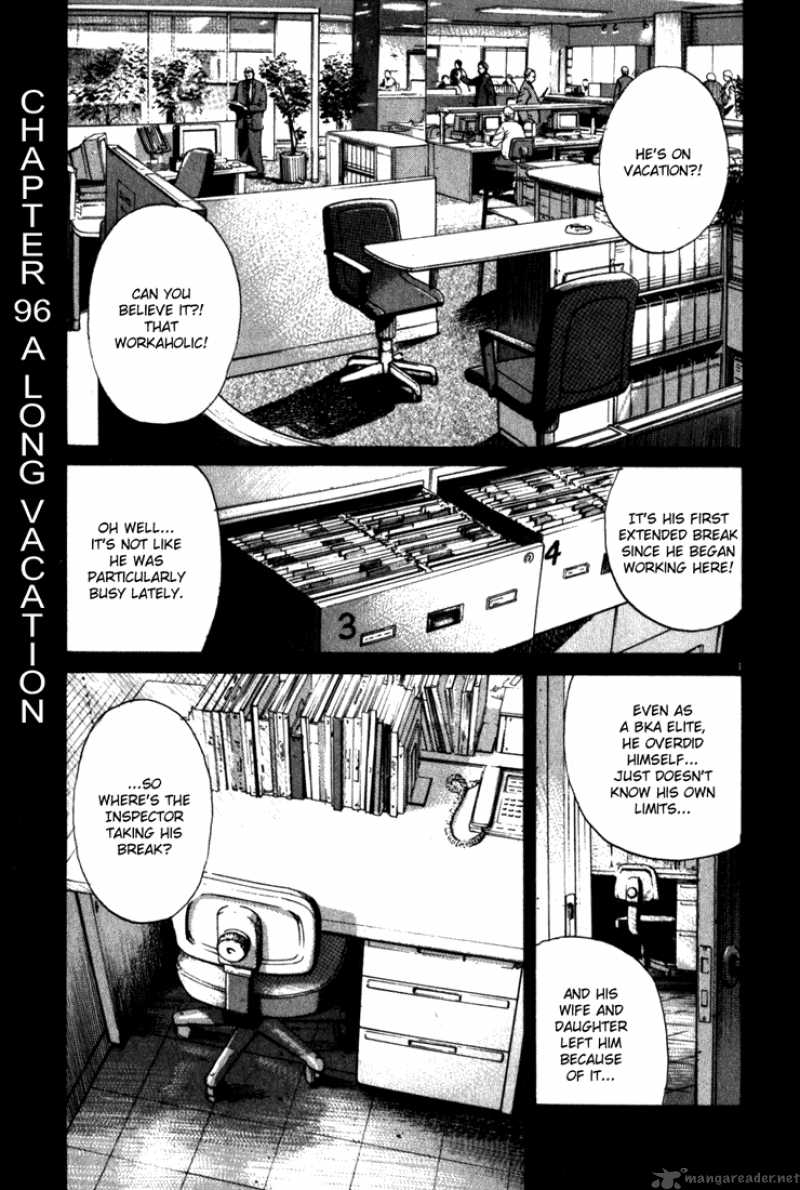 CHAPTER 96 A LONG VACATION
HE'S ON
VACATION?!
CAN YOU
BELIEVE IT?!
THAT
WORKAHOLIC!
IT'S HIS FIRST
EXTENDED BREAK
SINCE HE BEGAN
WORKING HERE!
OH WELL...
IT'S NOT LIKE
HE WAS
PARTICULARLY
BUSY LATELY.
4
3
EVEN AS
A BKA ELITE,
HE OVERDID
HIMSELF...
JUST DOESN'T
KNOW HIS OWN
LIMITS...
AND HIS
WIFE AND
DAUGHTER
LEFT HIM
BECAUSE
OF IT...
...SO
WHERE'S THE
INSPECTOR
TAKING HIS
BREAK?
mangareader.net